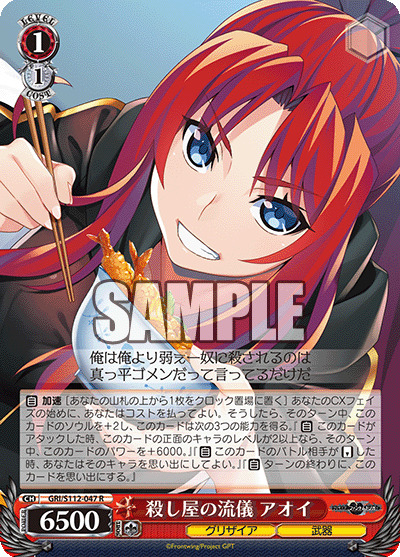 LEVEL
1
1
COST
SAMPLE
俺は俺より弱ぇー奴に殺されるのは
真っ平ゴメンだって言ってるだけだ
自 加速 [あなたの山札の上から1枚をクロック置場に置く] あなたのCXフェイ
ズの始めに、あなたはコストを払ってよい。そうしたら、そのターン中、この
カードのソウルを+2し、このカードは次の3つの能力を得る。『自 このカードが
アタックした時、このカードの正面のキャラのレベルが2以上なら、そのターン
中、このカードのパワーを+6000。』『自 このカードのバトル相手が【リバース】し
た時、あなたはそのキャラを思い出にしてよい。』『自 ターンの終わりに、この
カードを思い出にする。』
CH GRI/S112-047 R
POWER
6500
殺し屋の流儀 アオイ
グリザイア
武器
©Frontwing/Project GPT